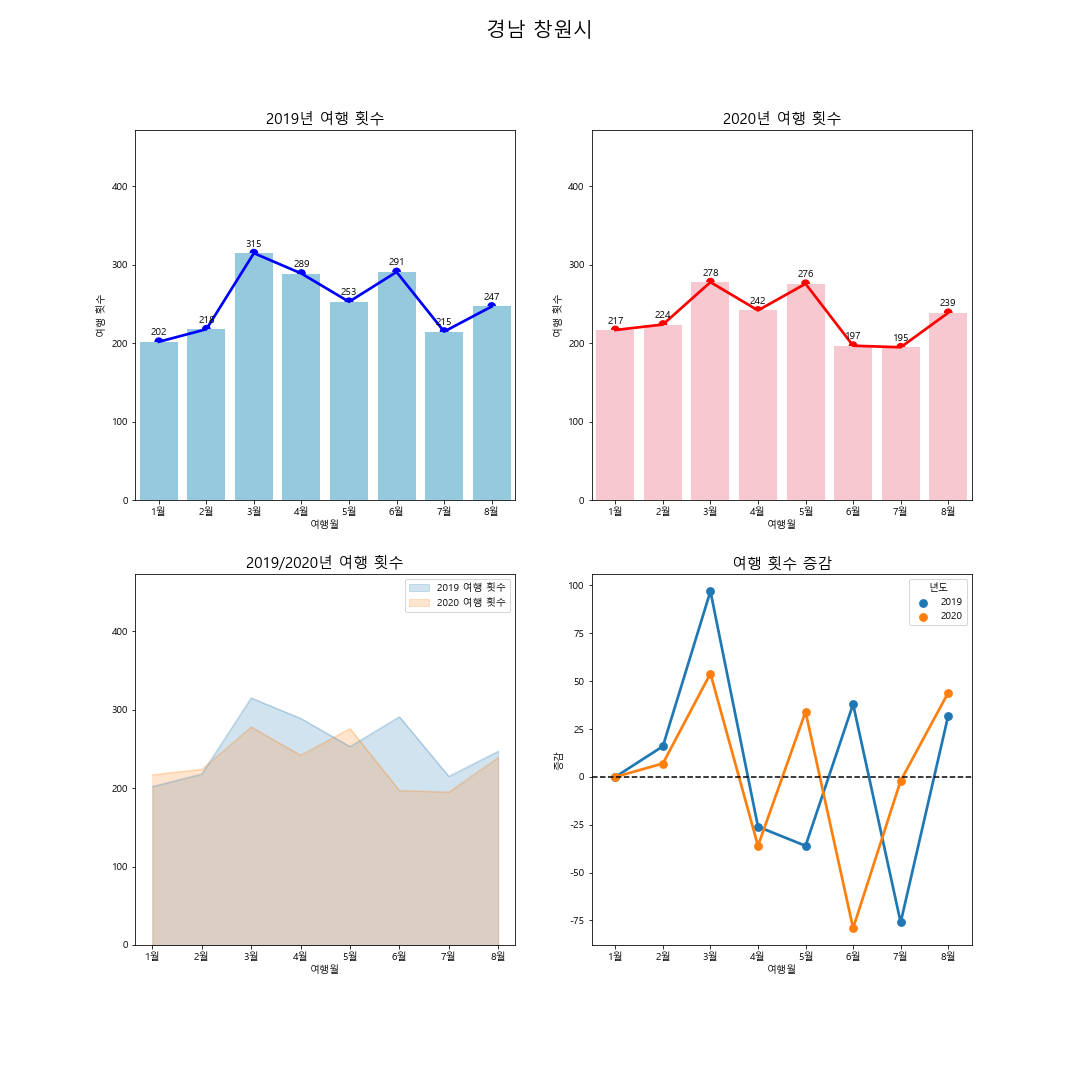 경남 창원시
2019년 여행 횟수
여행 횟수
400
300
200
100
0
202
218
315
289
253
291
215
247
1월 2월 3월 4월 5월 6월 7월 8월
여행월
2020년 여행 횟수
여행 횟수
400
300
200
100
0
217
224
278
242
276
197
195
239
1월 2월 3월 4월 5월 6월 7월 8월
여행월
2019/2020년 여행 횟수
2019 여행 횟수
2020 여행 횟수
400
300
200
100
0
1월 2월 3월 4월 5월 6월 7월 8월
여행월
여행 횟수 증감
년도
2019
2020
증감
100
75
50
25
0
-25
-50
-75
1월 2월 3월 4월 5월 6월 7월 8월
여행월